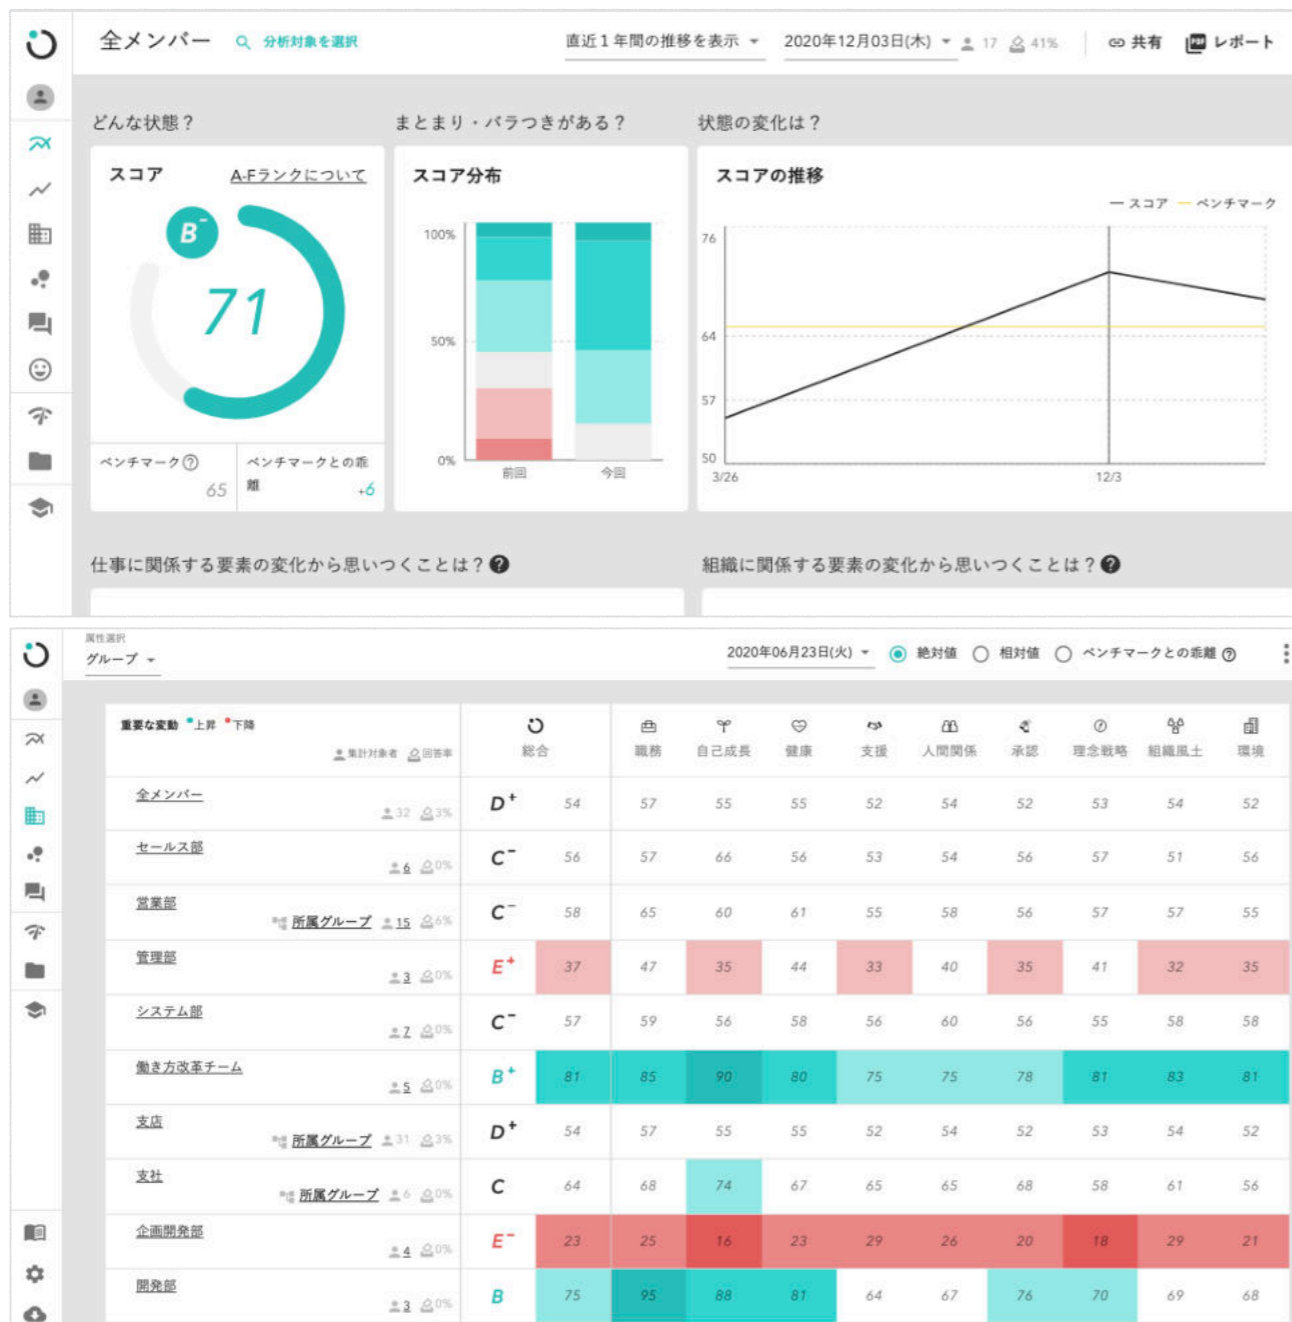 全メンバー 分析対象を選択 直近1年間の推移を表示 2020年12月03日(木) 17 41% 共有 PDF レポート
どんな状態？ まとまり・バラつきがある？ 状態の変化は？
スコア A-Fランクについて
B-
71
ベンチマーク 65
ベンチマークとの乖離 +6
スコア分布
100%
50%
0%
前回 今回
スコアの推移
スコア ベンチマーク
76
64
57
50
3/26 12/3
仕事に関係する要素の変化から思いつくことは？ 組織に関係する要素の変化から思いつくことは？
属性選択
グループ 2020年06月23日(火) 絶対値 相対値 ベンチマークとの乖離
重要な変動 上昇 下降
集計対象者 回答率 総合 職務 自己成長 健康 支援 人間関係 承認 理念戦略 組織風土 環境
全メンバー 32 3% D+ 54 57 55 55 52 54 52 53 54 52
セールス部 6 0% C- 56 57 66 56 53 54 56 57 51 56
営業部 所属グループ 15 6% C- 58 65 60 61 55 58 56 57 57 55
管理部 3 0% E+ 37 47 35 44 33 40 35 41 32 35
システム部 7 0% C- 57 59 56 58 56 60 56 55 58 58
働き方改革チーム 5 0% B+ 81 85 90 80 75 75 78 81 83 81
支店 所属グループ 31 3% D+ 54 57 55 55 52 54 52 53 54 52
支社 所属グループ 6 0% C 64 68 74 67 65 65 68 58 61 56
企画開発部 4 0% E- 23 25 16 23 29 26 20 18 29 21
開発部 3 0% B 75 95 88 81 64 67 76 70 69 68